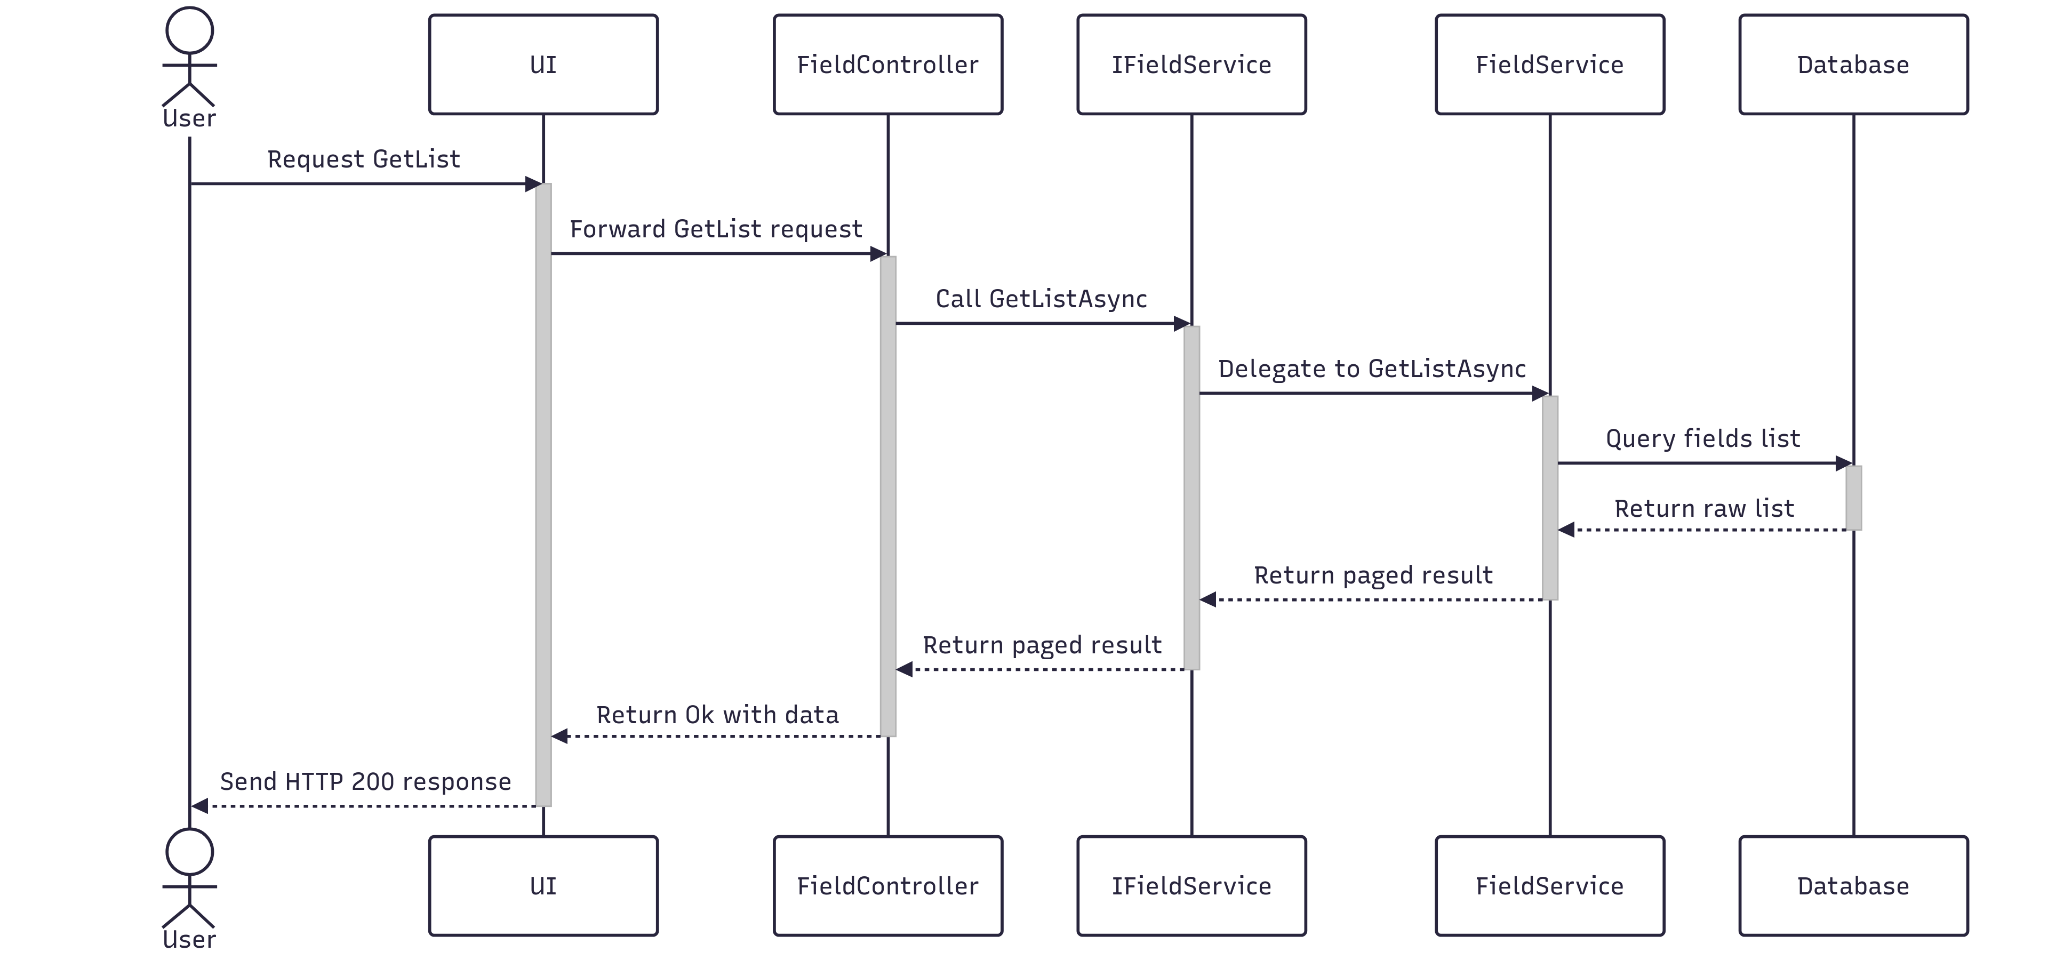 User
UI
FieldController
IFieldService
FieldService
Database
Request GetList
Forward GetList request
Call GetListAsync
Delegate to GetListAsync
Query fields list
Return raw list
Return paged result
Return paged result
Return Ok with data
Send HTTP 200 response
User
UI
FieldController
IFieldService
FieldService
Database